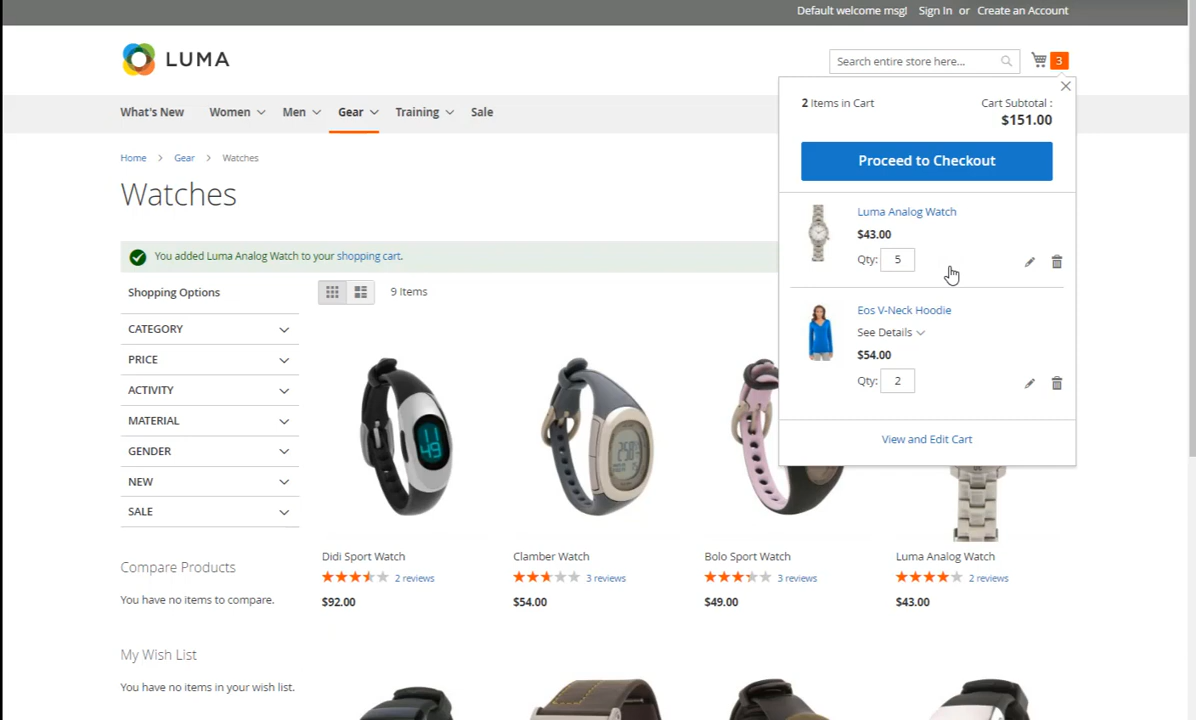 Default welcome msg! Sign In or Create an Account
LUMA
Search entire store here...
3
What's New Women Men Gear Training Sale
2 Items in Cart
Cart Subtotal :
$151.00
Proceed to Checkout
Luma Analog Watch
$43.00
Qty: 5
Eos V-Neck Hoodie
See Details
$54.00
Qty: 2
View and Edit Cart
Home Gear Watches
Watches
You added Luma Analog Watch to your shopping cart.
Shopping Options
9 Items
CATEGORY
PRICE
ACTIVITY
MATERIAL
GENDER
NEW
SALE
Compare Products
You have no items to compare.
My Wish List
You have no items in your wish list.
11
49
Didi Sport Watch
2 reviews
$92.00
Clamber Watch
3 reviews
$54.00
Bolo Sport Watch
3 reviews
$49.00
Luma Analog Watch
2 reviews
$43.00